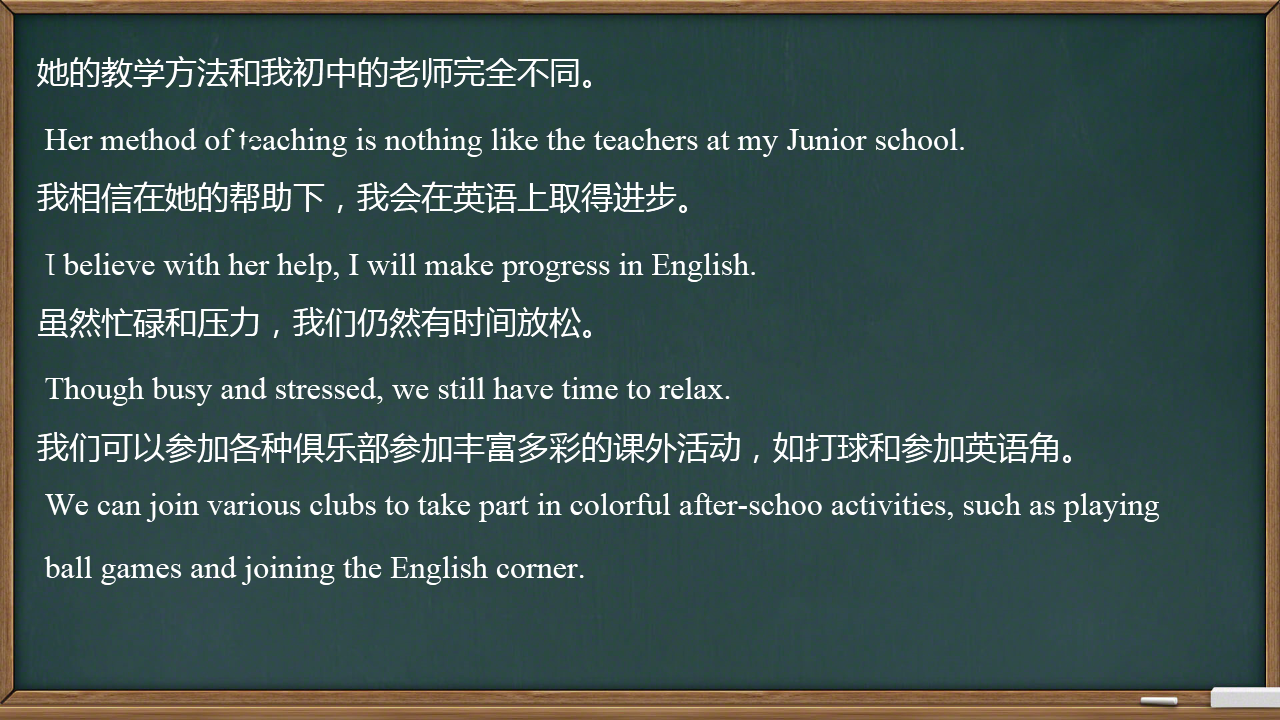 她的教学方法和我初中的老师完全不同。
Her method of teaching is nothing like the teachers at my Junior school.
我相信在她的帮助下，我会在英语上取得进步。
I believe with her help, I will make progress in English.
虽然忙碌和压力，我们仍然有时间放松。
Though busy and stressed, we still have time to relax.
我们可以参加各种俱乐部参加丰富多彩的课外活动，如打球和参加英语角。
We can join various clubs to take part in colorful after-schoo activities, such as playing
ball games and joining the English corner.